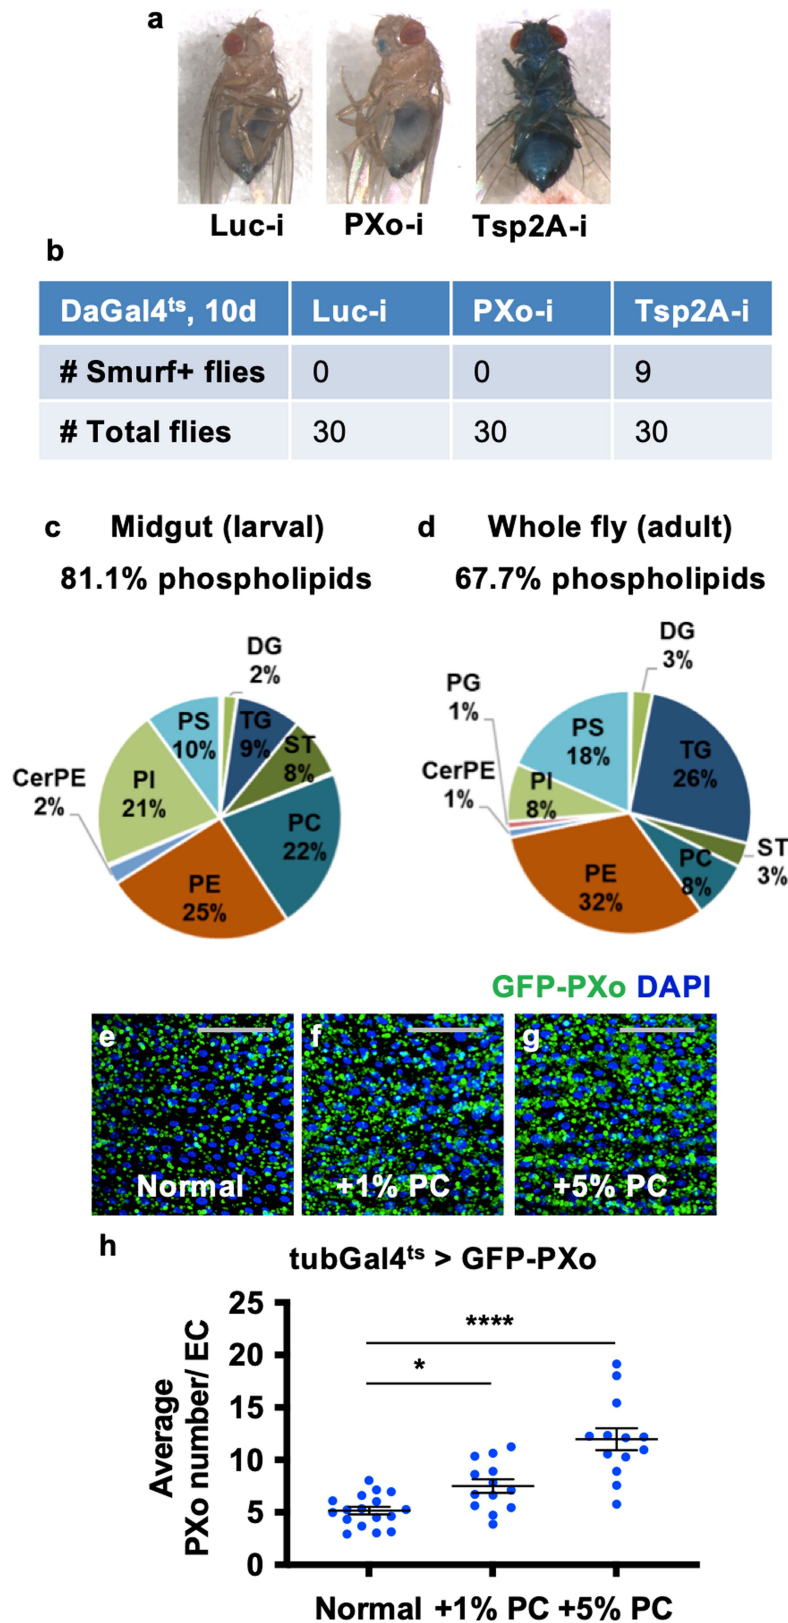 a
Luc-i PXo-i Tsp2A-i
b
DaGal4ts, 10d Luc-i PXo-i Tsp2A-i
# Smurf+ flies 0 0 9
# Total flies 30 30 30
c Midgut (larval)
81.1% phospholipids
DG
2%
TG
9%
ST
8%
PC
22%
PE
25%
CerPE
2%
PI
21%
PS
10%
d Whole fly (adult)
67.7% phospholipids
DG
3%
TG
26%
ST
3%
PC
8%
PE
32%
CerPE
1%
PG
1%
PI
8%
PS
18%
GFP-PXo DAPI
e
Normal
f
+1% PC
g
+5% PC
h
tubGal4ts > GFP-PXo
Average
PXo number/ EC
25
20
15
10
5
0
****
*
Normal +1% PC +5% PC